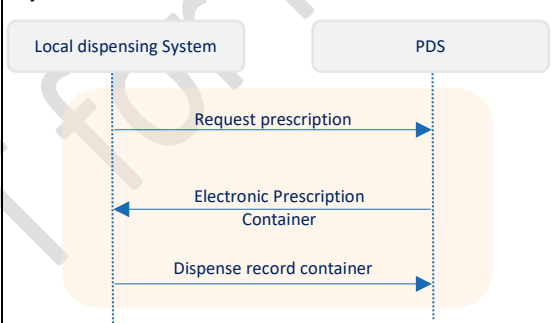 Local dispensing System
PDS
Request prescription
Electronic Prescription
Container
Dispense record container